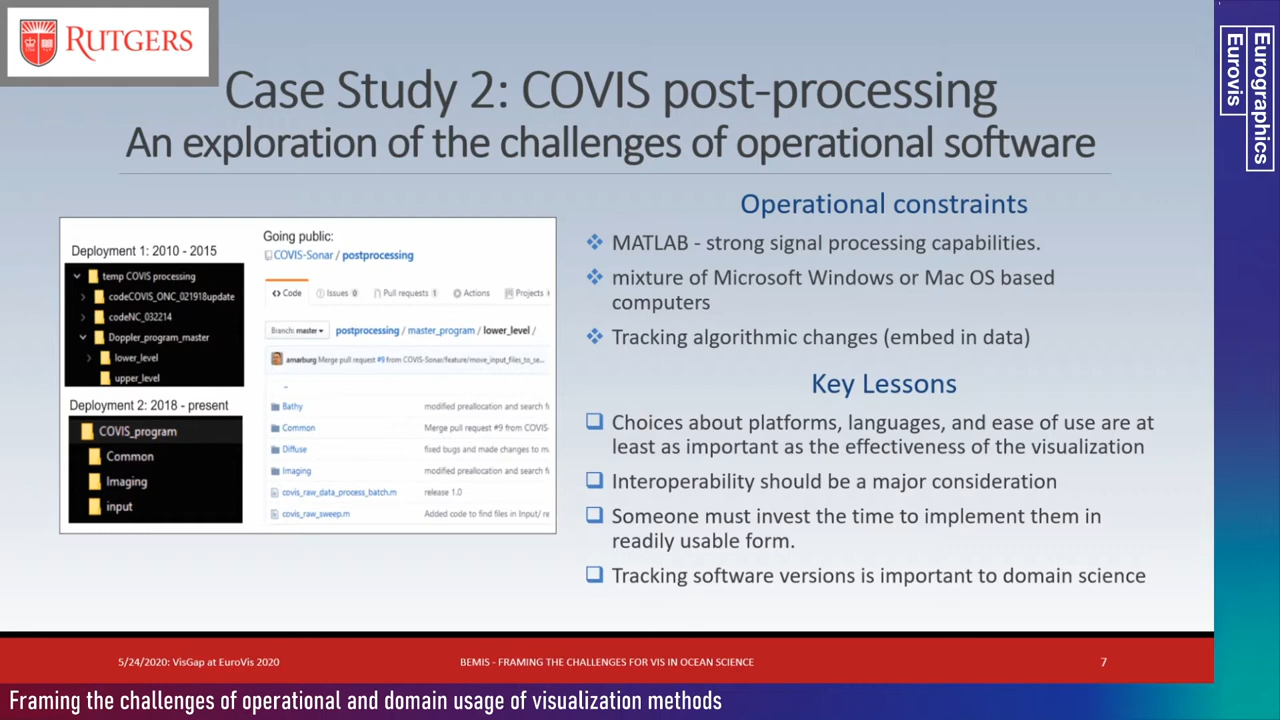 RUTGERS
Case Study 2: COVIS post-processing
An exploration of the challenges of operational software
Eurographics
Eurovis
Deployment 1: 2010 - 2015
temp COVIS processing
codeCOVIS_ONC_021918update
codeNC_032214
Doppler_program_master
lower_level
upper_level
Deployment 2: 2018 - present
COVIS_program
Common
Imaging
input
Going public:
COVIS-Sonar / postprocessing
Code Issues 0 Pull requests 1 Actions Projects
Branch: master postprocessing / master_program / lower_level /
amarburg Merge pull request #9 from COVIS-Sonar/feature/move_input_files_to_se...
..
Bathy modified preallocation and search f
Common Merge pull request #9 from COVIS-
Diffuse fixed bugs and made changes to m
Imaging modified preallocation and search f
covis_raw_data_process_batch.m release 1.0
covis_raw_sweep.m Added code to find files in Input/ re
Operational constraints
MATLAB - strong signal processing capabilities.
mixture of Microsoft Windows or Mac OS based
computers
Tracking algorithmic changes (embed in data)
Key Lessons
Choices about platforms, languages, and ease of use are at
least as important as the effectiveness of the visualization
Interoperability should be a major consideration
Someone must invest the time to implement them in
readily usable form.
Tracking software versions is important to domain science
5/24/2020: VisGap at EuroVis 2020
BEMIS - FRAMING THE CHALLENGES FOR VIS IN OCEAN SCIENCE
7
Framing the challenges of operational and domain usage of visualization methods